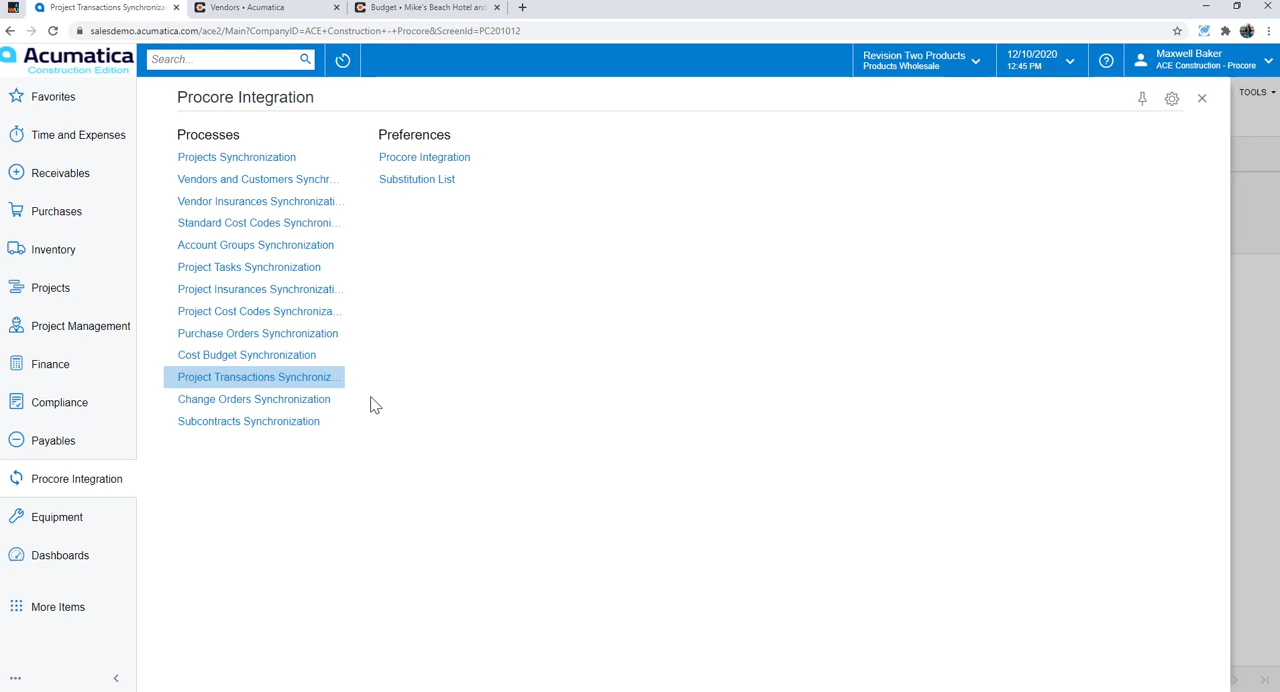 Project Transactions Synchroniza
Vendors • Acumatica
Budget • Mike's Beach Hotel and
salesdemo.acumatica.com/ace2/Main?CompanyID=ACE+Construction+-+Procore&ScreenId=PC201012
Acumatica
Construction Edition
Search...
Revision Two Products
Products Wholesale
12/10/2020
12:45 PM
Maxwell Baker
ACE Construction - Procore
TOOLS
Favorites
Time and Expenses
Receivables
Purchases
Inventory
Projects
Project Management
Finance
Compliance
Payables
Procore Integration
Equipment
Dashboards
More Items
Procore Integration
Processes
Projects Synchronization
Vendors and Customers Synchr...
Vendor Insurances Synchronizati...
Standard Cost Codes Synchroni...
Account Groups Synchronization
Project Tasks Synchronization
Project Insurances Synchronizati...
Project Cost Codes Synchroniza...
Purchase Orders Synchronization
Cost Budget Synchronization
Project Transactions Synchroniz...
Change Orders Synchronization
Subcontracts Synchronization
Preferences
Procore Integration
Substitution List